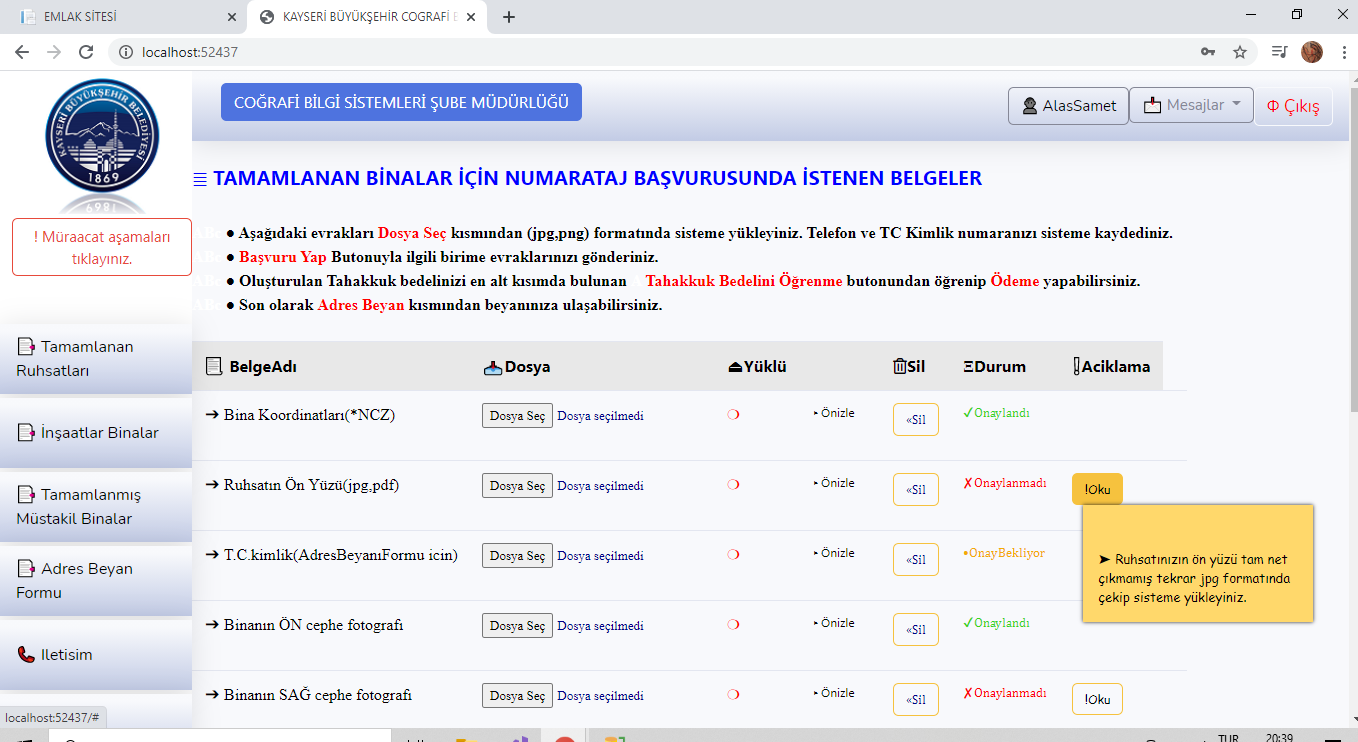 EMLAK SİTESİ
KAYSERİ BÜYÜKŞEHİR COGRAFİ
localhost:52437
KAYSERİ BÜYÜKŞEHİR BELEDİYESİ
1869
COĞRAFİ BİLGİ SİSTEMLERİ ŞUBE MÜDÜRLÜĞÜ
AlasSamet
Mesajlar
Φ Çıkış
! Müraacat aşamaları
tıklayınız.
TAMAMLANAN BİNALAR İÇİN NUMARATAJ BAŞVURUSUNDA İSTENEN BELGELER
ABc ● Aşağıdaki evrakları Dosya Seç kısmından (jpg,png) formatında sisteme yükleyiniz. Telefon ve TC Kimlik numaranızı sisteme kaydediniz.
ABc ● Başvuru Yap Butonuyla ilgili birime evraklarınızı gönderiniz.
ABc ● Oluşturulan Tahakkuk bedelinizi en alt kısımda bulunan A Tahakkuk Bedelini Öğrenme butonundan öğrenip Ödeme yapabilirsiniz.
ABc ● Son olarak Adres Beyan kısmından beyanınıza ulaşabilirsiniz.
Tamamlanan
Ruhsatları
İnşaatlar Binalar
Tamamlanmış
Müstakil Binalar
Adres Beyan
Formu
Iletisim
BelgeAdı Dosya ⏏Yüklü Sil ΞDurum Aciklama
➔ Bina Koordinatları(*NCZ) Dosya Seç Dosya seçilmedi ❍ ‣ Önizle «Sil ✓Onaylandı
➔ Ruhsatın Ön Yüzü(jpg,pdf) Dosya Seç Dosya seçilmedi ❍ ‣ Önizle «Sil ✗Onaylanmadı !Oku
➤ Ruhsatınızın ön yüzü tam net
çıkmamış tekrar jpg formatında
çekip sisteme yükleyiniz.
➔ T.C.kimlik(AdresBeyanıFormu icin) Dosya Seç Dosya seçilmedi ❍ ‣ Önizle «Sil •OnayBekliyor
➔ Binanın ÖN cephe fotografı Dosya Seç Dosya seçilmedi ❍ ‣ Önizle «Sil ✓Onaylandı
➔ Binanın SAĞ cephe fotografı Dosya Seç Dosya seçilmedi ❍ ‣ Önizle «Sil ✗Onaylanmadı !Oku
localhost:52437/#
TUR
20:39